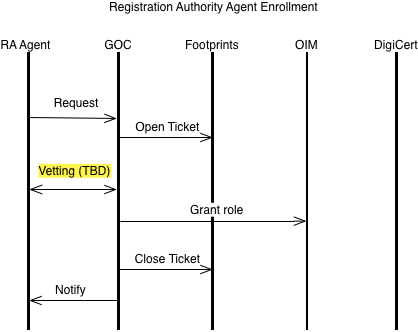 Registration Authority Agent Enrollment
RA Agent GOC Footprints OIM DigiCert
Request
Open Ticket
Vetting (TBD)
Grant role
Close Ticket
Notify